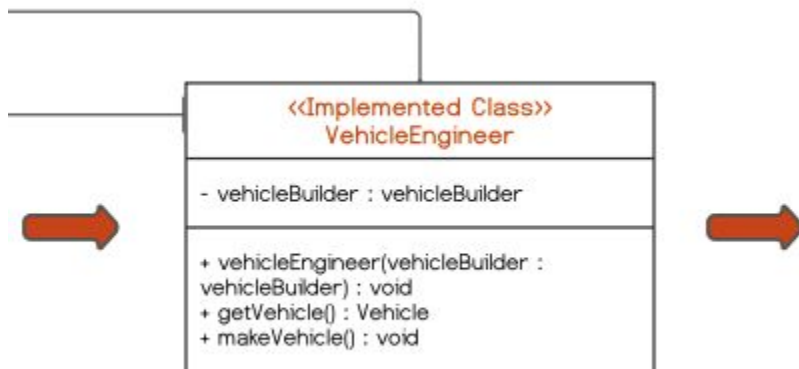 <<Implemented Class>>
VehicleEngineer
- vehicleBuilder : vehicleBuilder
+ vehicleEngineer(vehicleBuilder :
vehicleBuilder) : void
+ getVehicle() : Vehicle
+ makeVehicle() : void